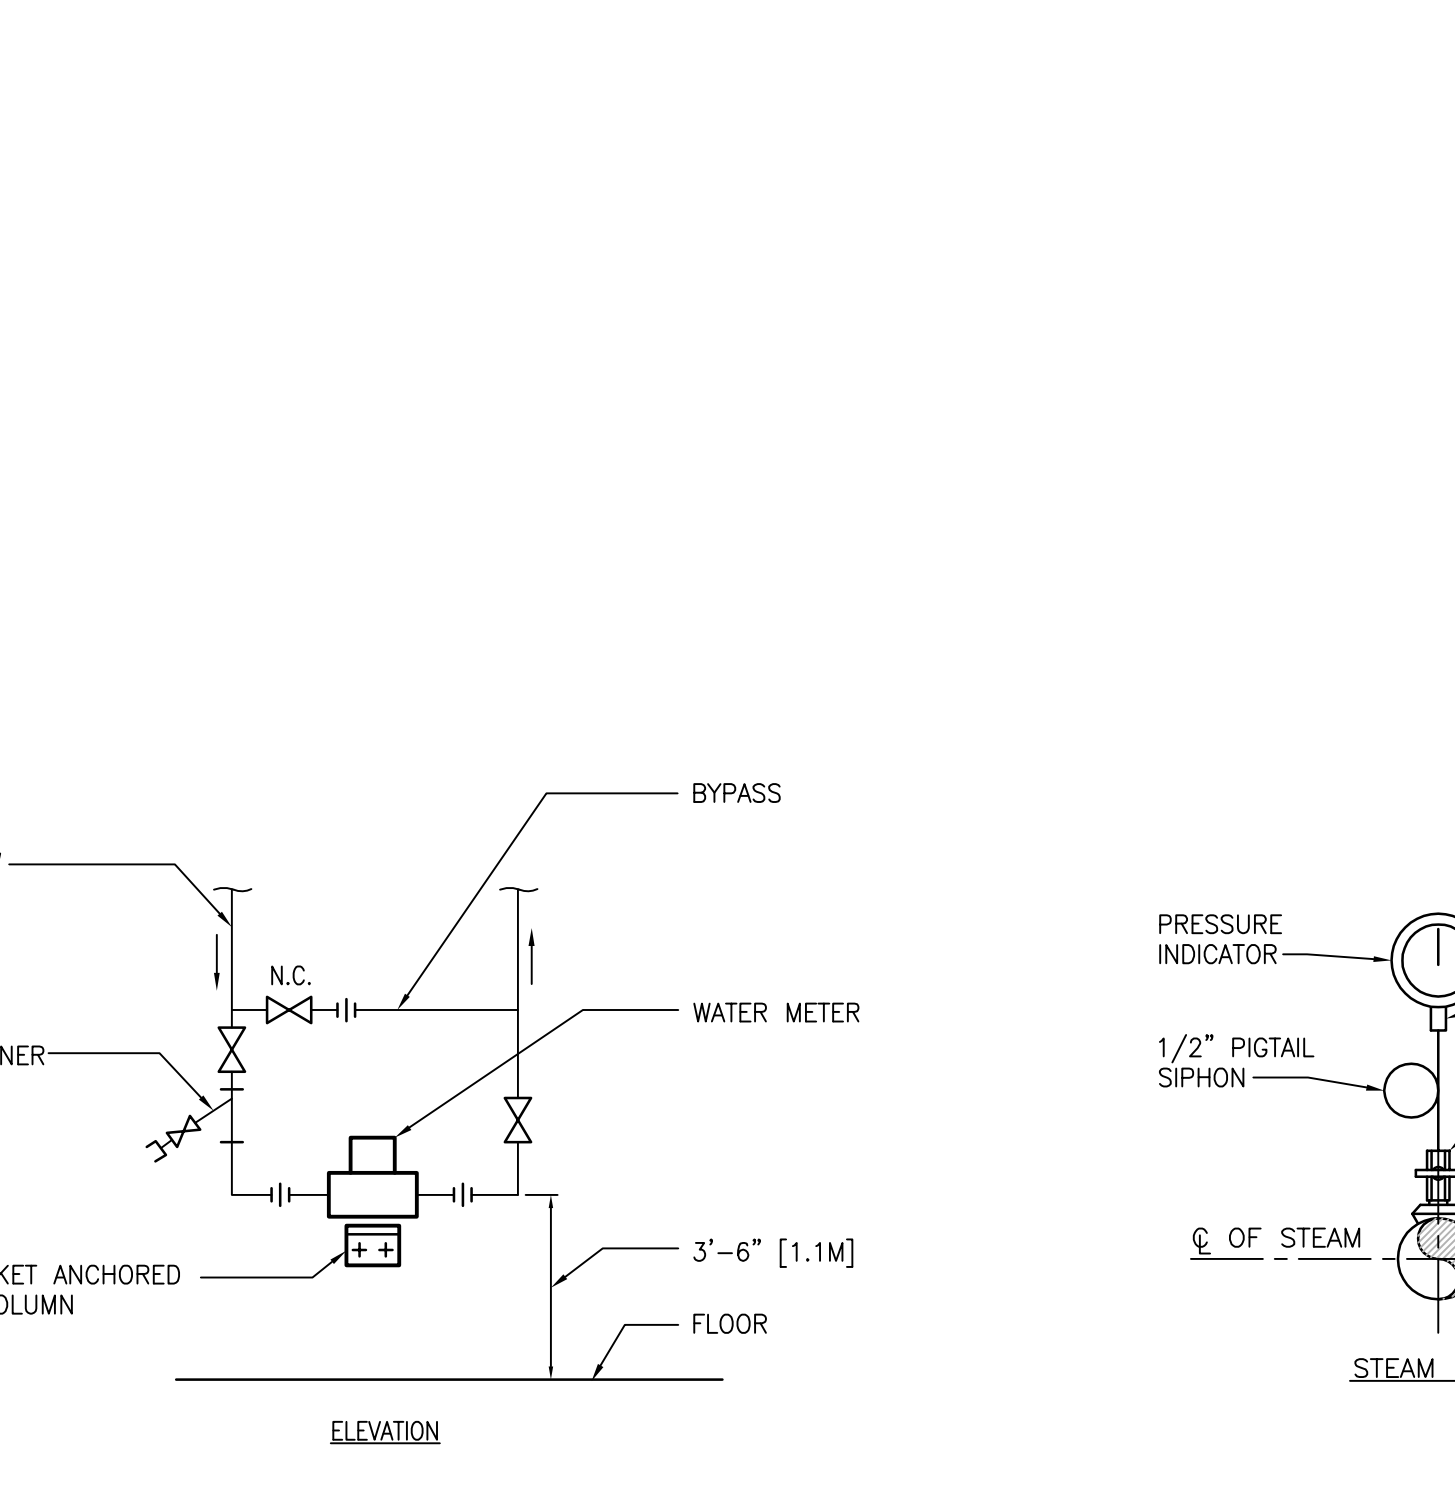 BYPASS
N.C.
WATER METER
NER
KET ANCHORED
OLUMN
3'-6" [1.1M]
FLOOR
ELEVATION
PRESSURE
INDICATOR
1/2" PIGTAIL
SIPHON
℄ OF STEAM
STEAM